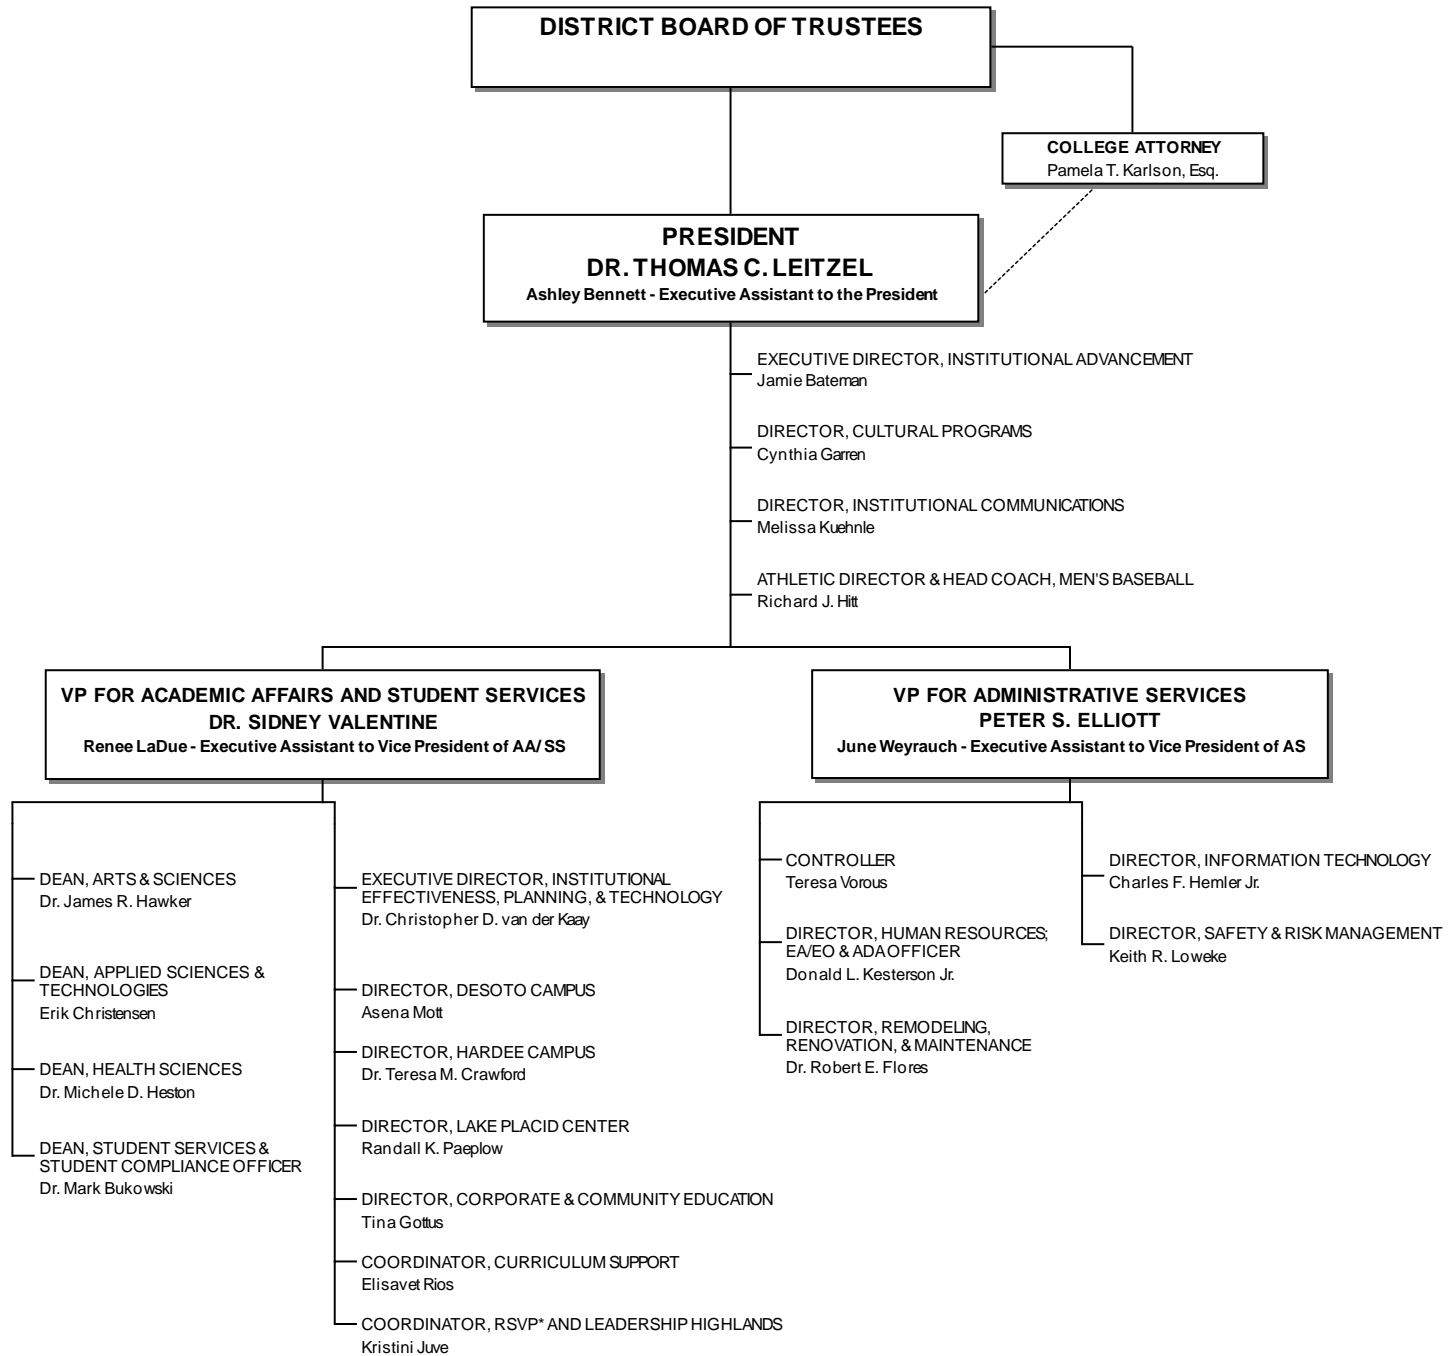 DISTRICT BOARD OF TRUSTEES
COLLEGE ATTORNEY
Pamela T. Karlson, Esq.
PRESIDENT
DR. THOMAS C. LEITZEL
Ashley Bennett - Executive Assistant to the President
EXECUTIVE DIRECTOR, INSTITUTIONAL ADVANCEMENT
Jamie Bateman
DIRECTOR, CULTURAL PROGRAMS
Cynthia Garren
DIRECTOR, INSTITUTIONAL COMMUNICATIONS
Melissa Kuehnle
ATHLETIC DIRECTOR & HEAD COACH, MEN'S BASEBALL
Richard J. Hitt
VP FOR ACADEMIC AFFAIRS AND STUDENT SERVICES
DR. SIDNEY VALENTINE
Renee LaDue - Executive Assistant to Vice President of AA/SS
VP FOR ADMINISTRATIVE SERVICES
PETER S. ELLIOTT
June Weyrauch - Executive Assistant to Vice President of AS
DEAN, ARTS & SCIENCES
Dr. James R. Hawker
DEAN, APPLIED SCIENCES &
TECHNOLOGIES
Erik Christensen
DEAN, HEALTH SCIENCES
Dr. Michele D. Heston
DEAN, STUDENT SERVICES &
STUDENT COMPLIANCE OFFICER
Dr. Mark Bukowski
EXECUTIVE DIRECTOR, INSTITUTIONAL
EFFECTIVENESS, PLANNING, & TECHNOLOGY
Dr. Christopher D. van der Kaay
DIRECTOR, DESOTO CAMPUS
Asena Mott
DIRECTOR, HARDEE CAMPUS
Dr. Teresa M. Crawford
DIRECTOR, LAKE PLACID CENTER
Randall K. Paeplow
DIRECTOR, CORPORATE & COMMUNITY EDUCATION
Tina Gottus
COORDINATOR, CURRICULUM SUPPORT
Elisavet Rios
COORDINATOR, RSVP* AND LEADERSHIP HIGHLANDS
Kristini Juve
CONTROLLER
Teresa Vorous
DIRECTOR, HUMAN RESOURCES;
EA/EO & ADA OFFICER
Donald L. Kesterson Jr.
DIRECTOR, REMODELING,
RENOVATION, & MAINTENANCE
Dr. Robert E. Flores
DIRECTOR, INFORMATION TECHNOLOGY
Charles F. Hemler Jr.
DIRECTOR, SAFETY & RISK MANAGEMENT
Keith R. Loweke